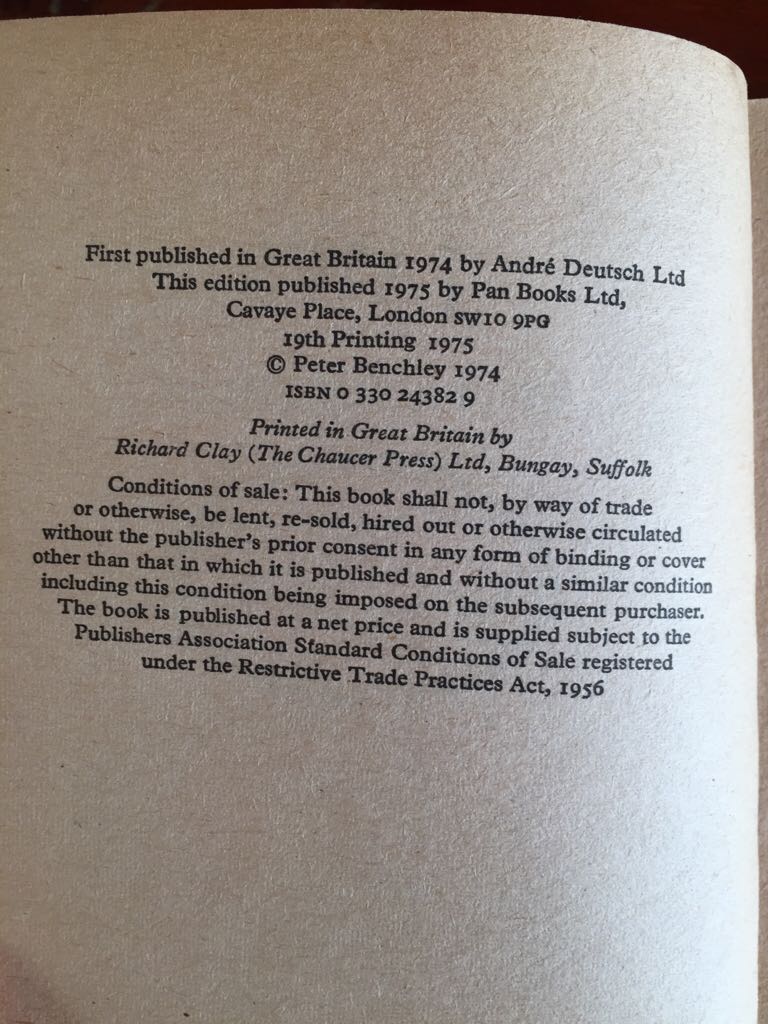 First published in Great Britain 1974 by André Deutsch Ltd
This edition published 1975 by Pan Books Ltd,
Cavaye Place, London SW10 9PG
19th Printing 1975
© Peter Benchley 1974
ISBN 0 330 24382 9
Printed in Great Britain by
Richard Clay (The Chaucer Press) Ltd, Bungay, Suffolk
Conditions of sale: This book shall not, by way of trade
or otherwise, be lent, re-sold, hired out or otherwise circulated
without the publisher's prior consent in any form of binding or cover
other than that in which it is published and without a similar condition
including this condition being imposed on the subsequent purchaser.
The book is published at a net price and is supplied subject to the
Publishers Association Standard Conditions of Sale registered
under the Restrictive Trade Practices Act, 1956